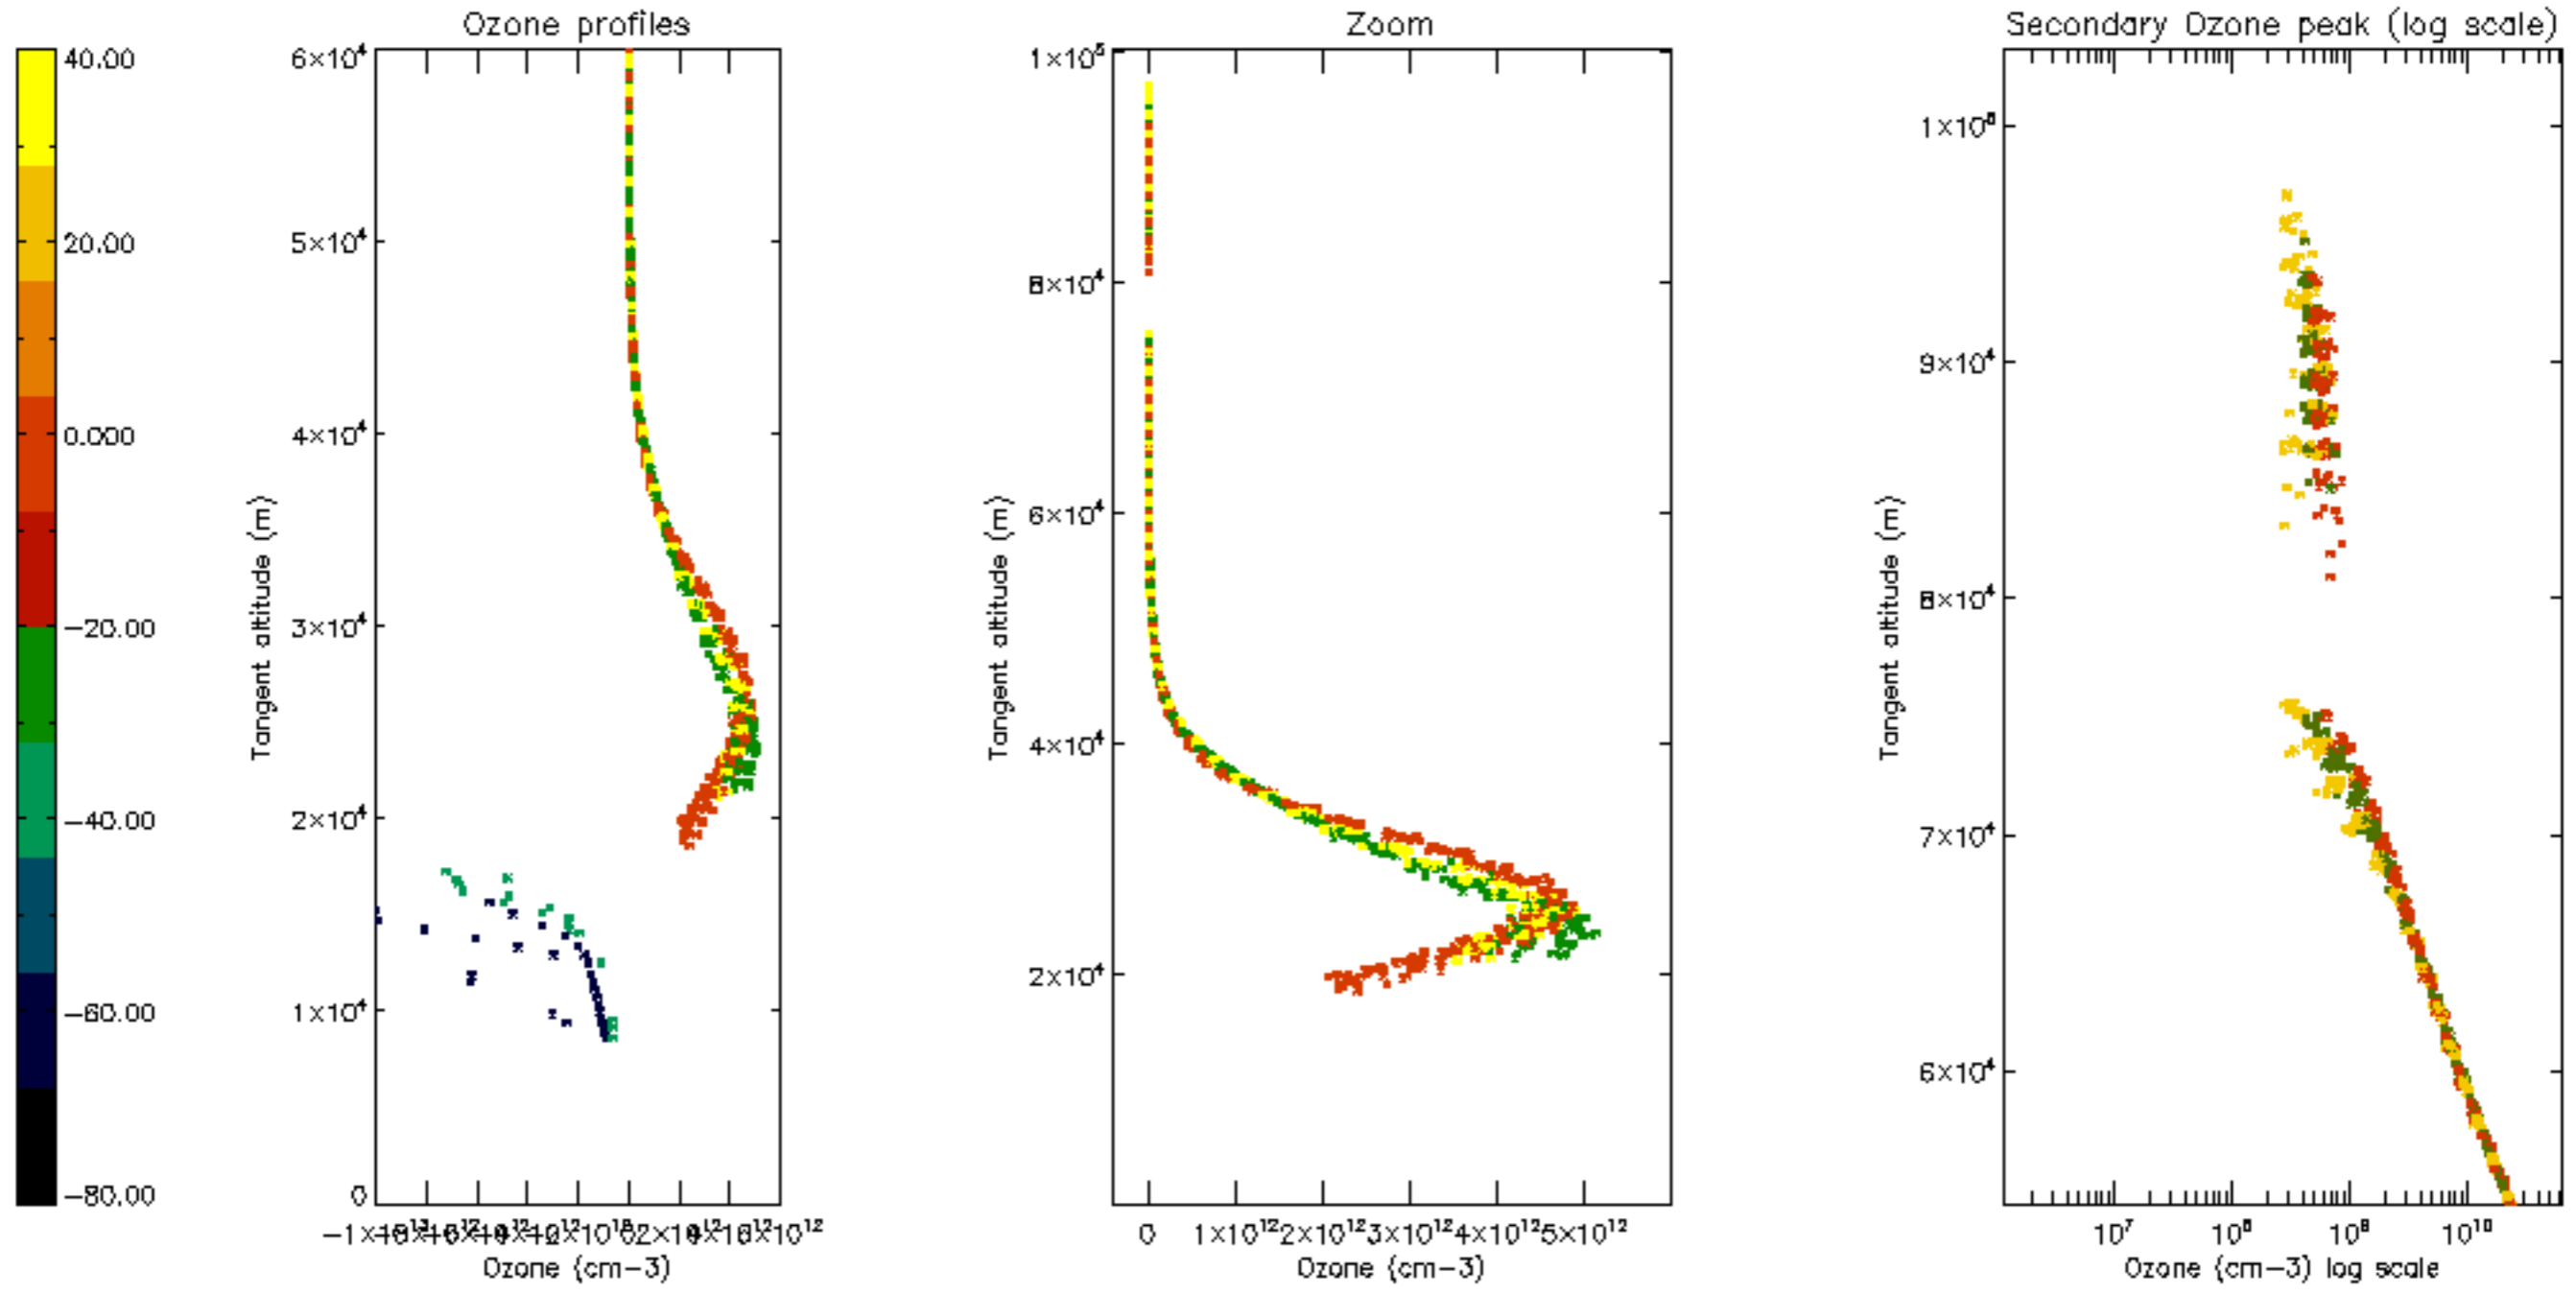 Ozone profiles
Zoom
Secondary Ozone peak (log scale)
40.00
20.00
0.000
−20.00
−40.00
−60.00
−80.00
6×10⁴
5×10⁴
4×10⁴
3×10⁴
2×10⁴
1×10⁴
0
Tangent altitude (m)
Ozone (cm−3)
1×10⁵
8×10⁴
6×10⁴
4×10⁴
2×10⁴
Tangent altitude (m)
0 1×10¹² 2×10¹² 3×10¹² 4×10¹² 5×10¹²
Ozone (cm−3)
1×10⁵
9×10⁴
8×10⁴
7×10⁴
6×10⁴
Tangent altitude (m)
10⁷ 10⁸ 10⁹ 10¹⁰
Ozone (cm−3) log scale